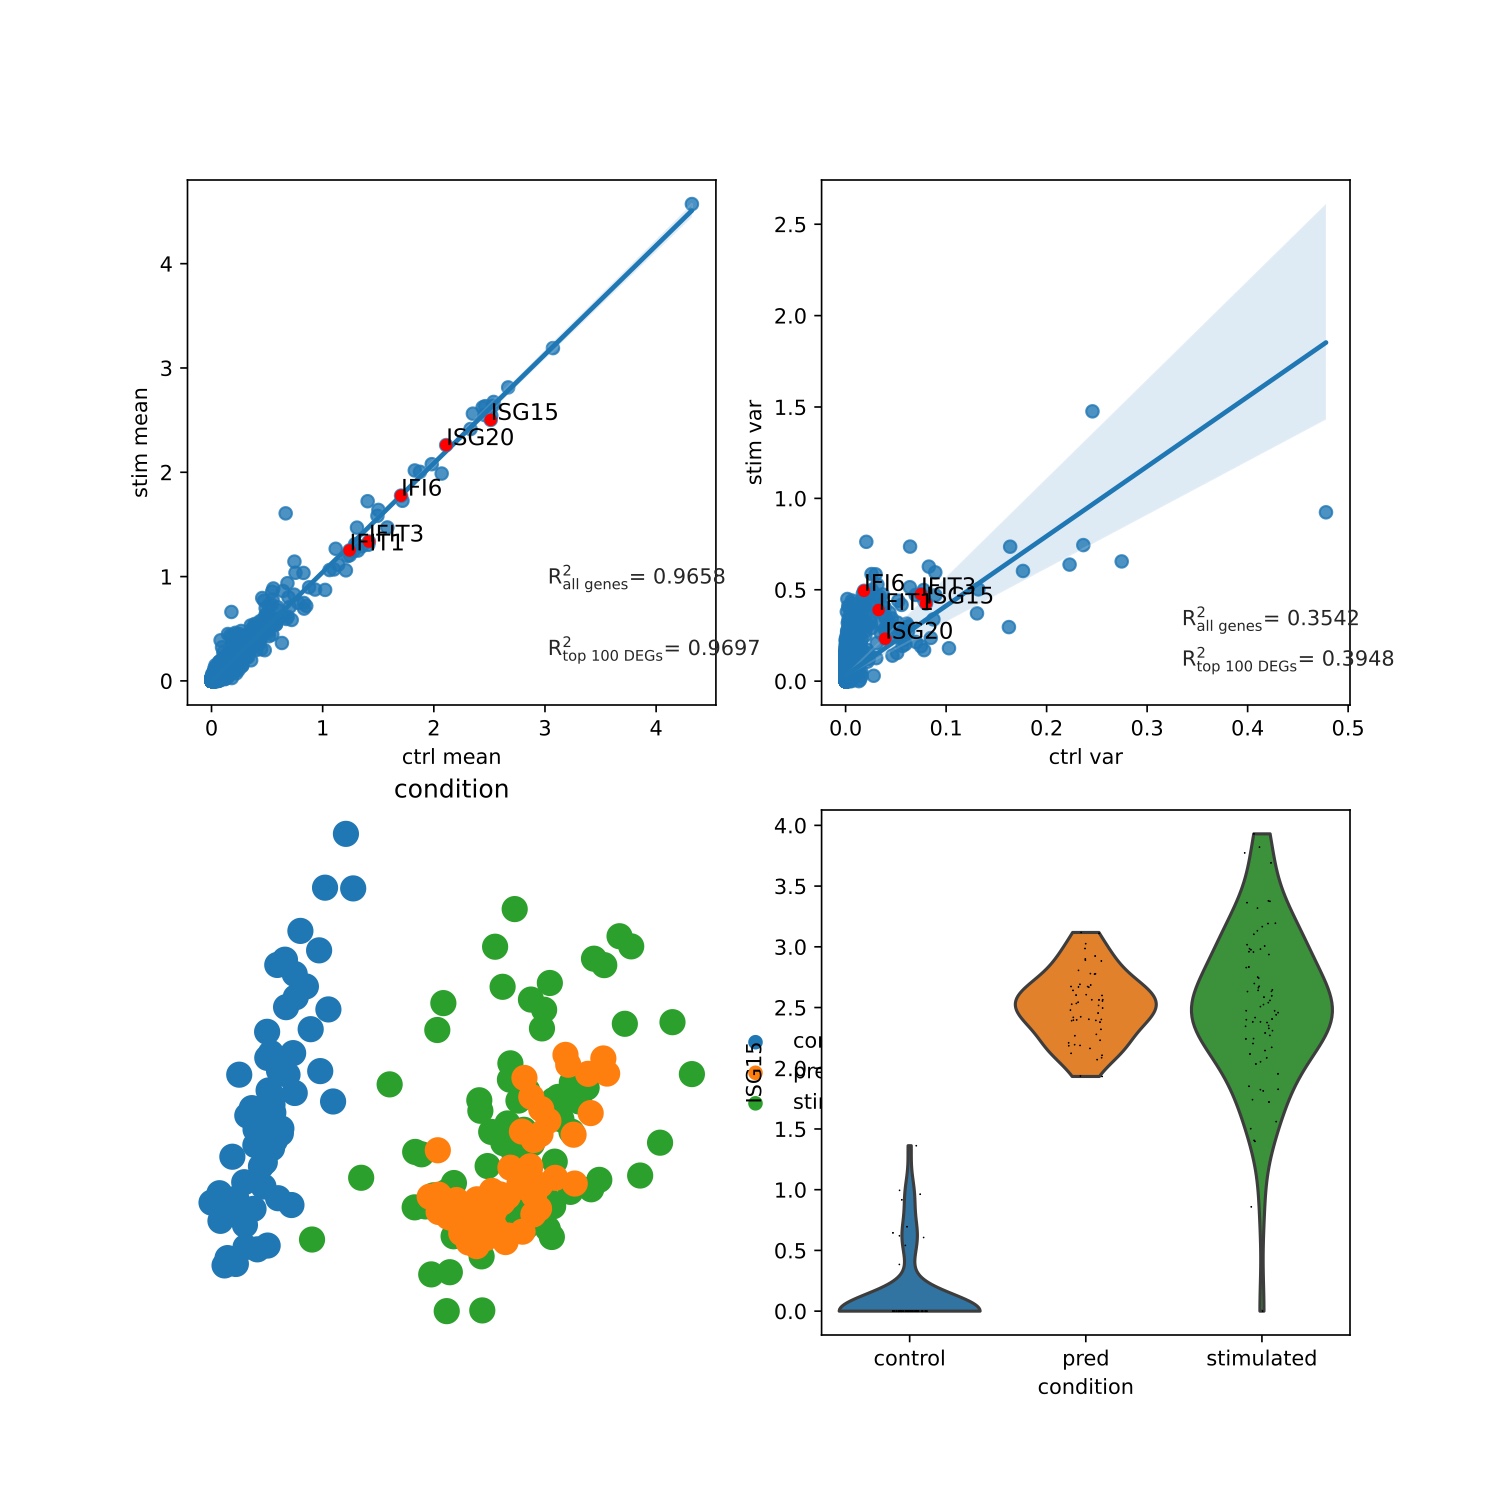 4
3
2
1
0
stim mean
ISG15
ISG20
IFI6
IFIT3
IFIT1
R2all genes= 0.9658
R2top 100 DEGs= 0.9697
0 1 2 3 4
ctrl mean
2.5
2.0
1.5
1.0
0.5
0.0
stim var
IFI6
IFIT3
ISG15
IFIT1
ISG20
R2all genes= 0.3542
R2top 100 DEGs= 0.3948
0.0 0.1 0.2 0.3 0.4 0.5
ctrl var
condition
4.0
3.5
3.0
2.5
2.0
1.5
1.0
0.5
0.0
ISG15
control pred stimulated
condition